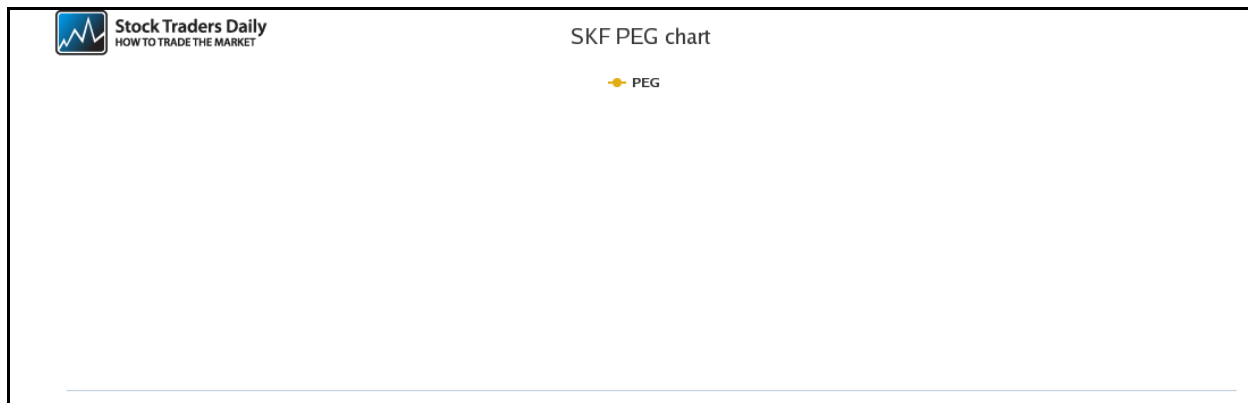 Stock Traders Daily
HOW TO TRADE THE MARKET
SKF PEG chart
PEG